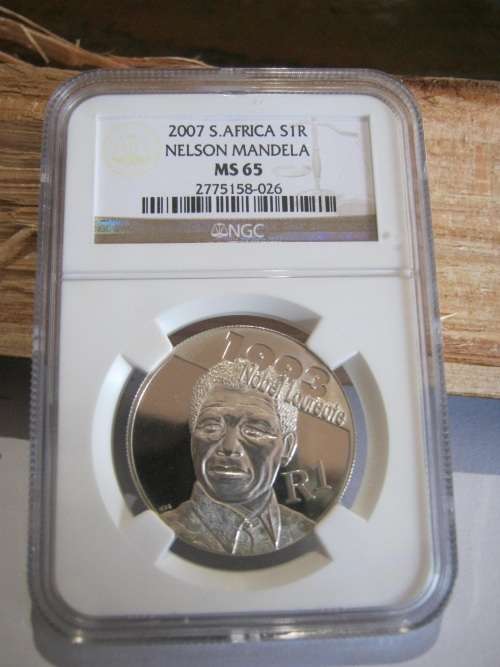 2007 S.AFRICA S1R
NELSON MANDELA
MS 65
2775158-026
NGC
1993
Nobel Laureate
R1